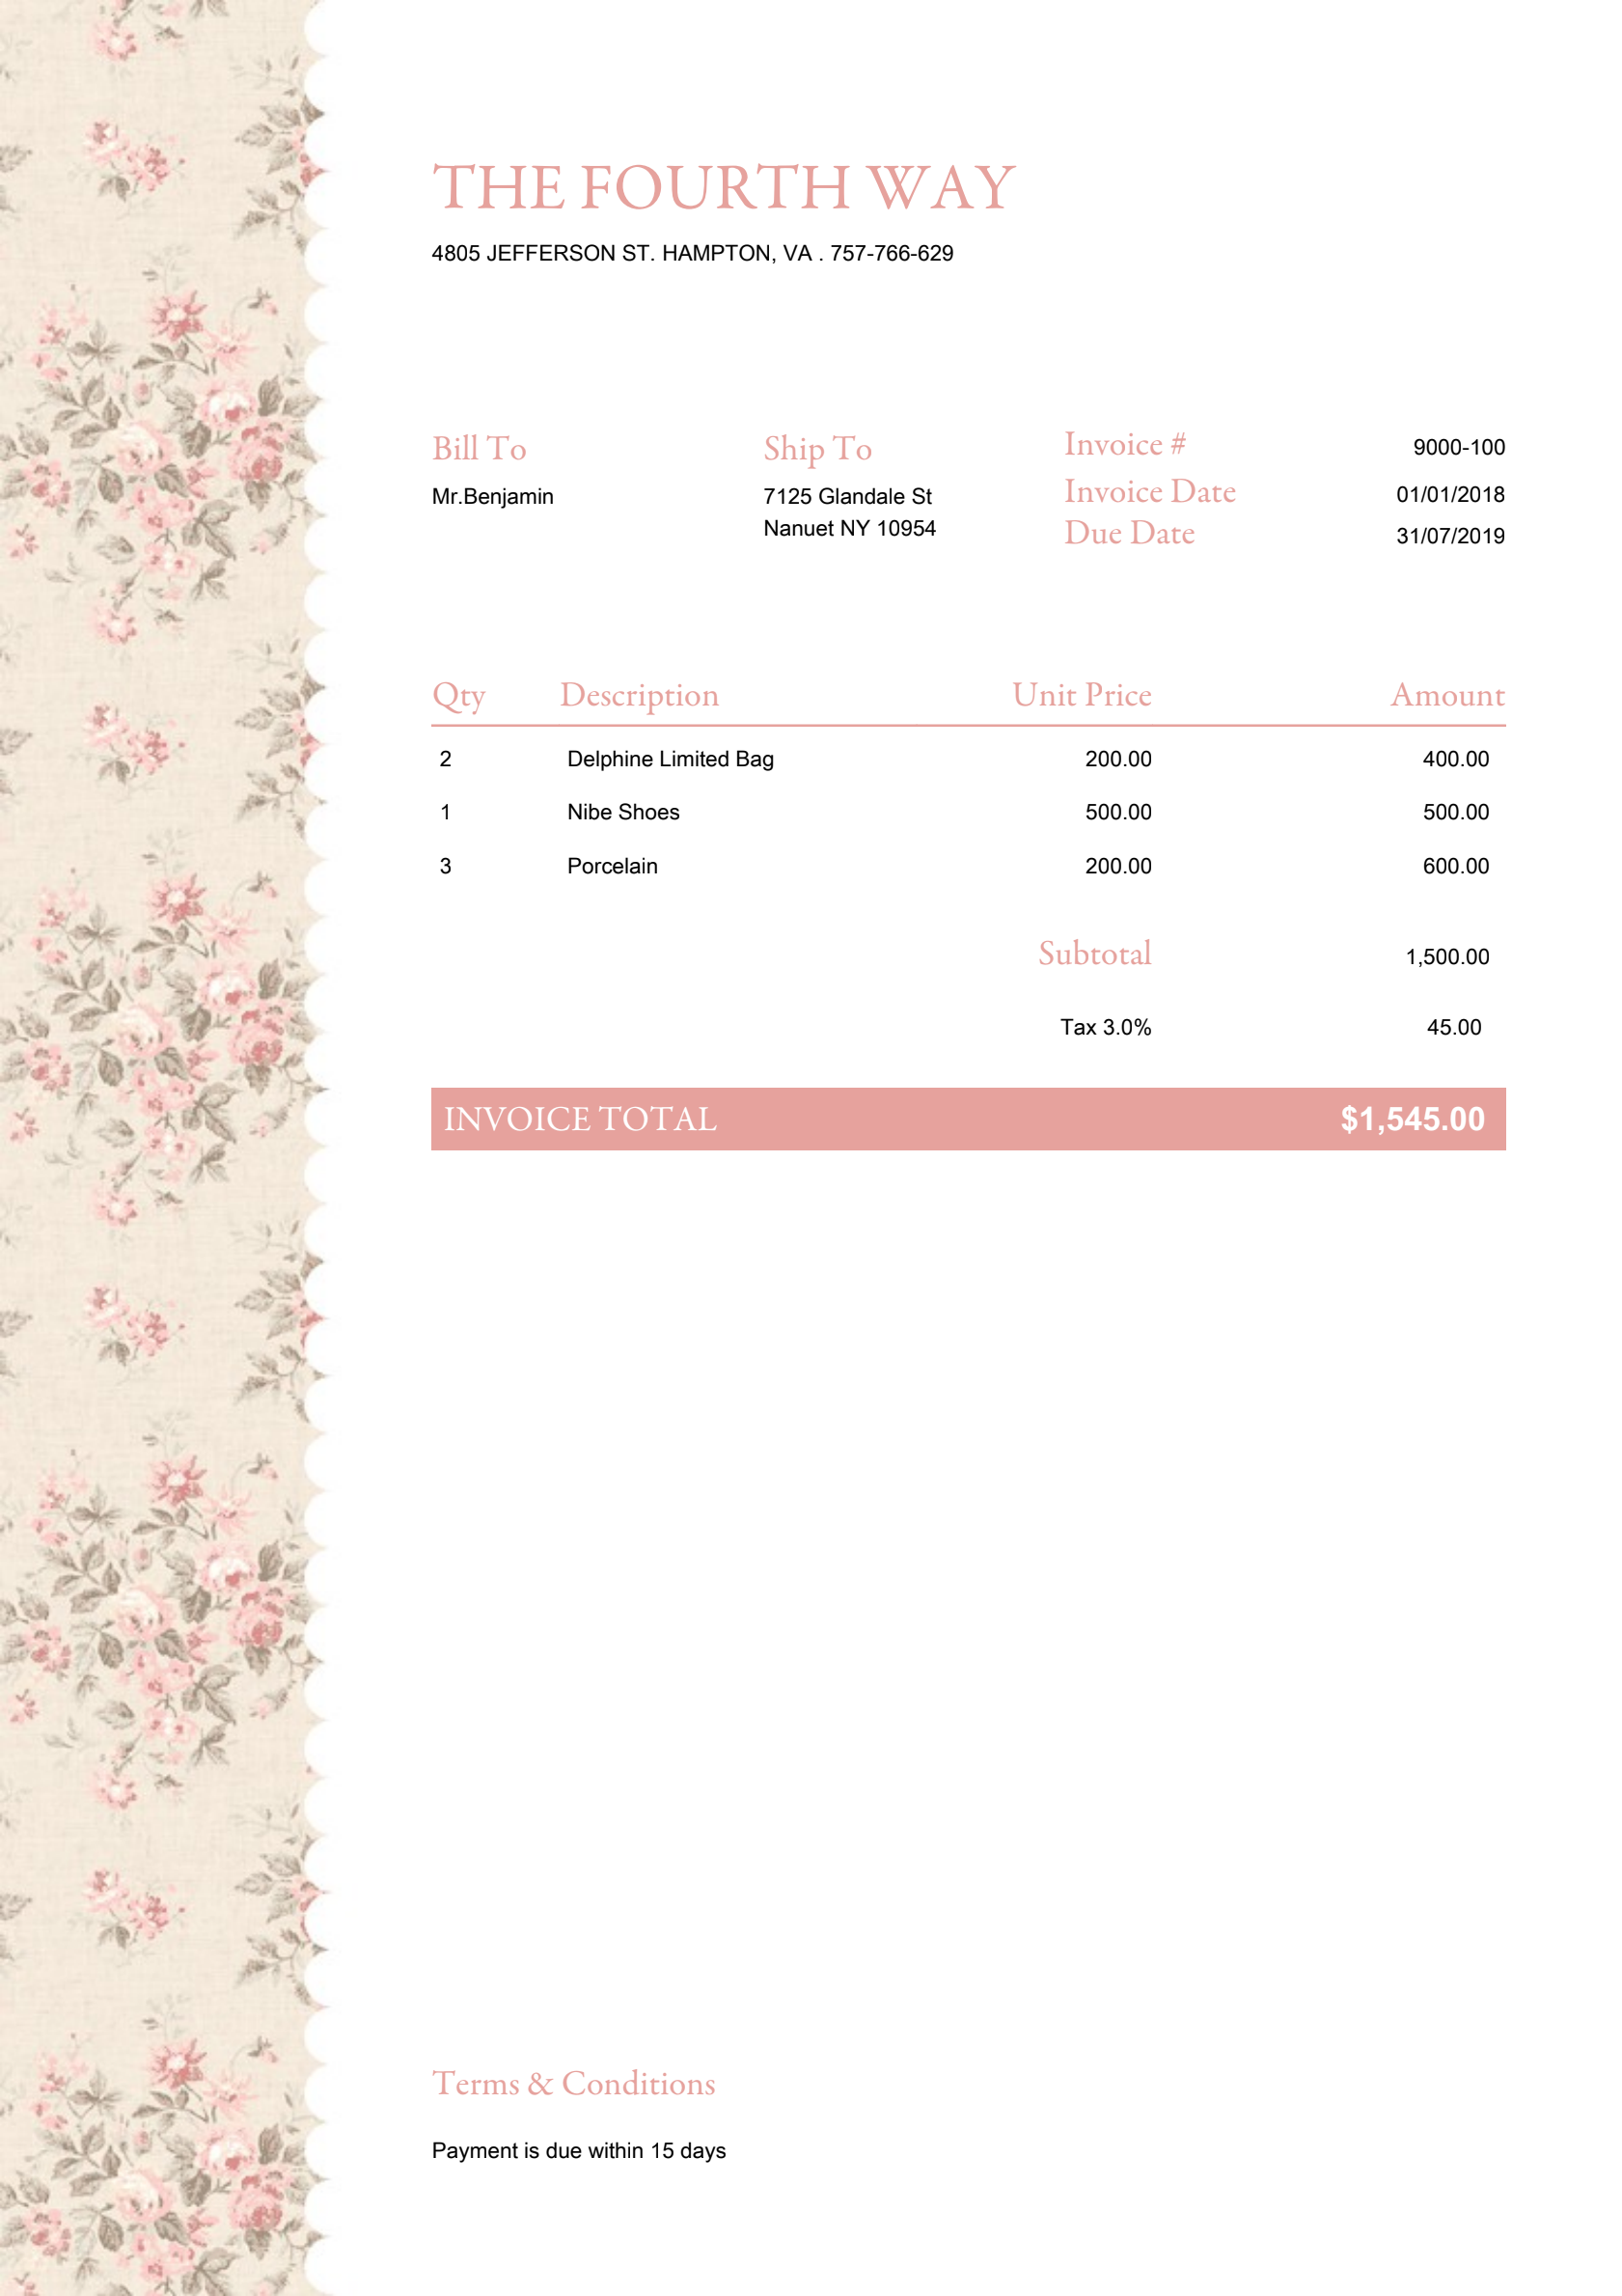 THE FOURTH WAY
4805 JEFFERSON ST. HAMPTON, VA . 757-766-629
Bill To
Mr.Benjamin
Ship To
7125 Glandale St
Nanuet NY 10954
Invoice # 9000-100
Invoice Date 01/01/2018
Due Date 31/07/2019
Qty Description Unit Price Amount
2 Delphine Limited Bag 200.00 400.00
1 Nibe Shoes 500.00 500.00
3 Porcelain 200.00 600.00
Subtotal 1,500.00
Tax 3.0% 45.00
INVOICE TOTAL $1,545.00
Terms & Conditions
Payment is due within 15 days